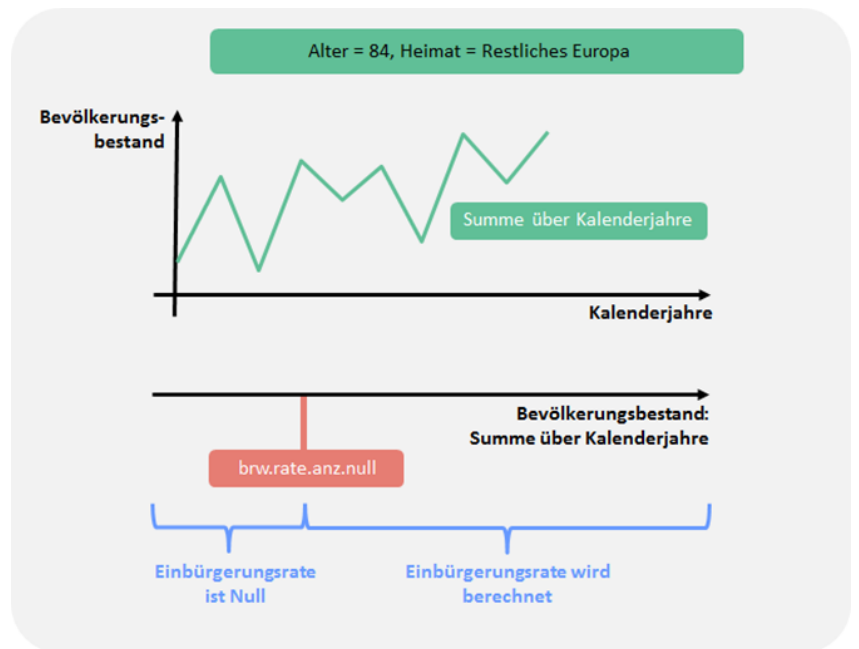 Alter = 84, Heimat = Restliches Europa
Bevölkerungs-
bestand
Summe über Kalenderjahre
Kalenderjahre
Bevölkerungsbestand:
Summe über Kalenderjahre
brw.rate.anz.null
Einbürgerungsrate
ist Null
Einbürgerungsrate wird
berechnet